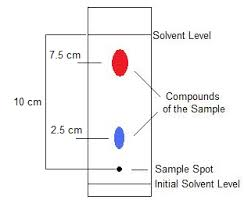 Solvent Level
7.5 cm
10 cm
Compounds
of the Sample
2.5 cm
Sample Spot
Initial Solvent Level